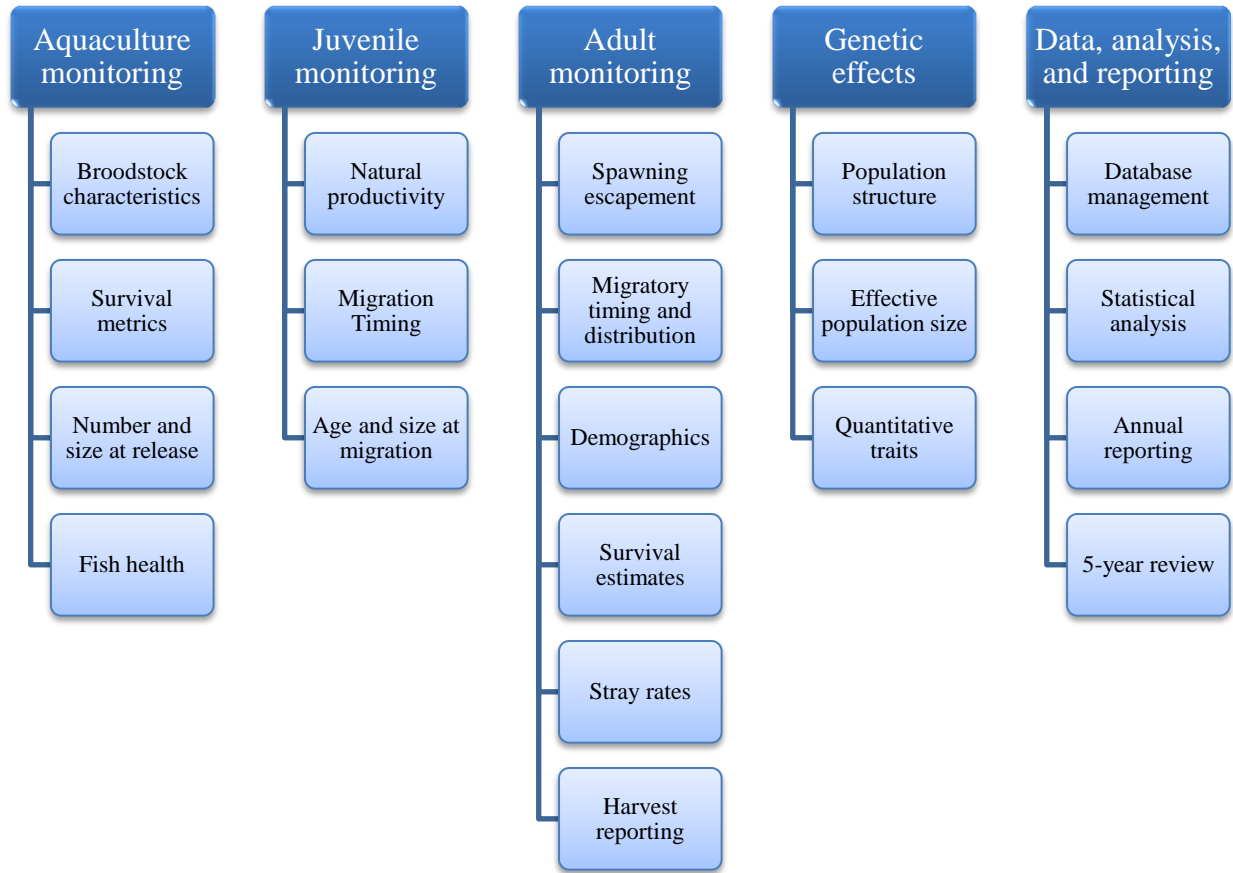 Aquaculture
monitoring
Broodstock
characteristics
Survival
metrics
Number and
size at release
Fish health
Juvenile
monitoring
Natural
productivity
Migration
Timing
Age and size at
migration
Adult
monitoring
Spawning
escapement
Migratory
timing and
distribution
Demographics
Survival
estimates
Stray rates
Harvest
reporting
Genetic
effects
Population
structure
Effective
population size
Quantitative
traits
Data, analysis,
and reporting
Database
management
Statistical
analysis
Annual
reporting
5-year review